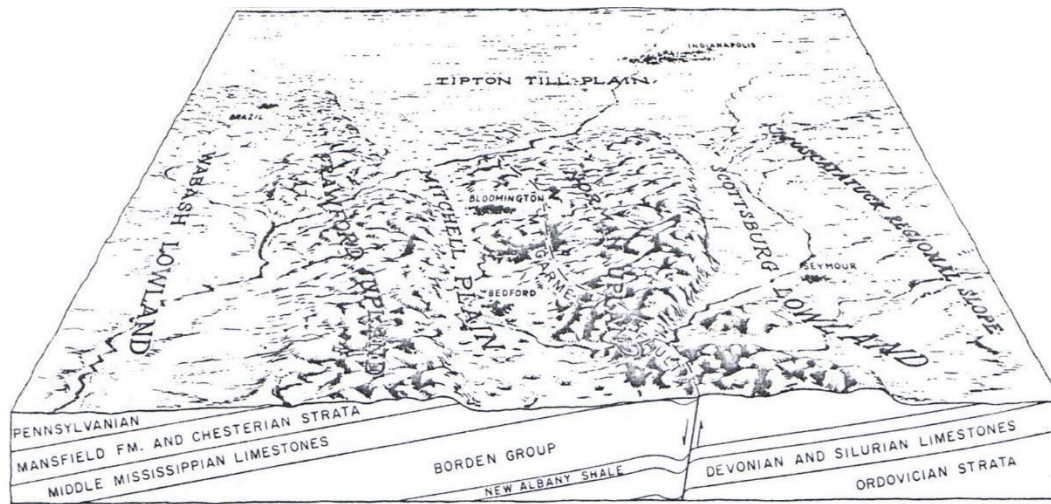 INDIANAPOLIS
TIPTON TILL PLAIN
BRAZIL
WABASH LOWLAND
CRAWFORD UPLAND
MITCHELL PLAIN
BLOOMINGTON
BEDFORD
UPLAND
SCOTTSBURG LOWLAND
SEYMOUR
MUSCATATUCK REGIONAL SLOPE
PENNSYLVANIAN
MANSFIELD FM. AND CHESTERIAN STRATA
MIDDLE MISSISSIPPIAN LIMESTONES
BORDEN GROUP
NEW ALBANY SHALE
DEVONIAN AND SILURIAN LIMESTONES
ORDOVICIAN STRATA